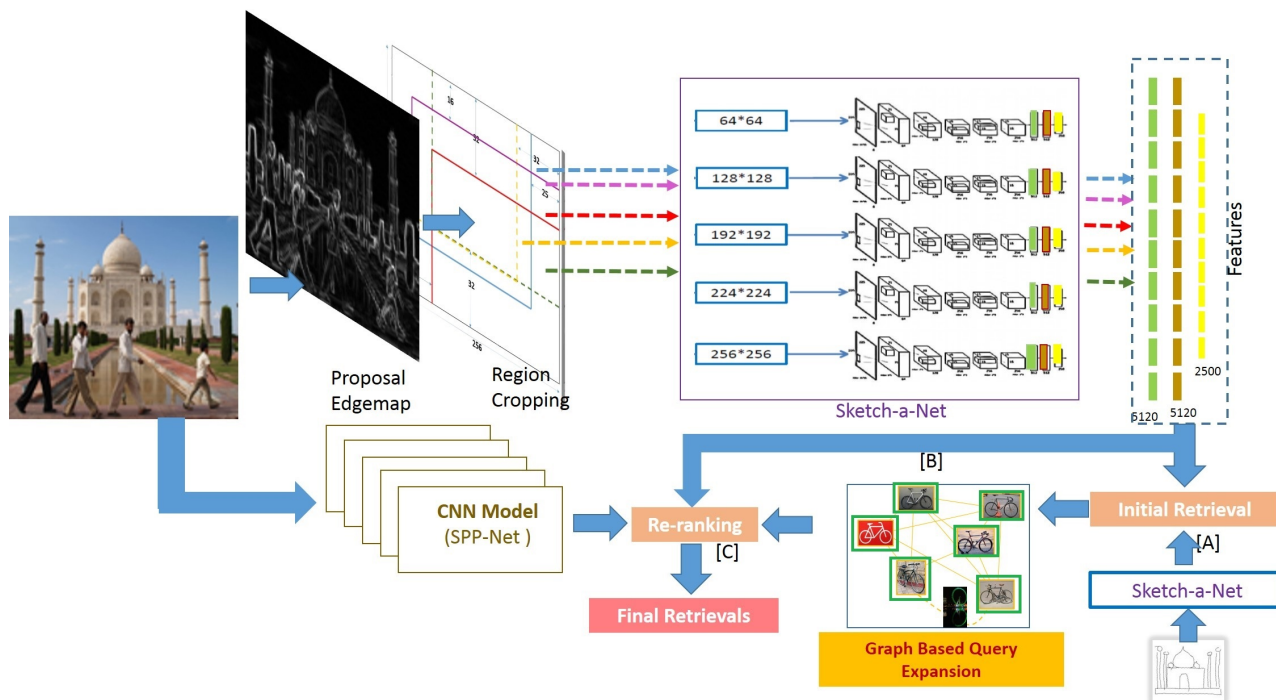 16
32
32
25
32
256
Proposal
Edgemap
Region
Cropping
64*64
128*128
192*192
224*224
256*256
Sketch-a-Net
Features
2500
5120
5120
[B]
CNN Model
(SPP-Net )
Re-ranking
[C]
Final Retrievals
Graph Based Query
Expansion
Initial Retrieval
[A]
Sketch-a-Net